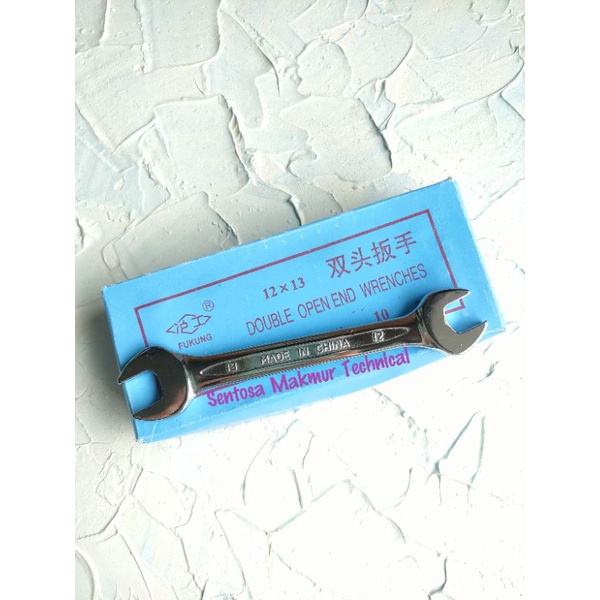 12×13
双头扳手
®
FUKUNG
DOUBLE OPEN END WRENCHES
10
13 MADE IN CHINA 12
Sentosa Makmur Technical